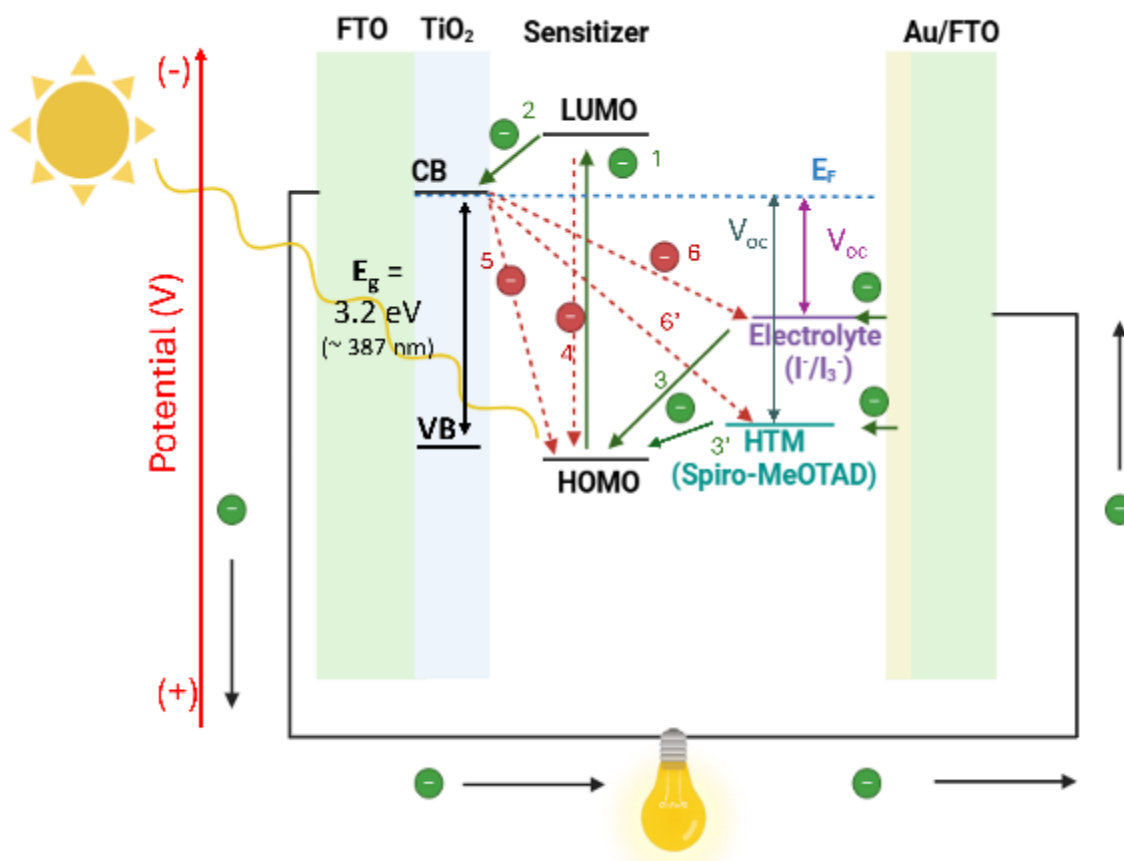 FTO
TiO₂
Sensitizer
Au/FTO
(-)
2
LUMO
1
CB
E_F
V_oc
V_oc
5
6
E_g =
3.2 eV
(~ 387 nm)
6'
4
Electrolyte
(I⁻/I₃⁻)
3
Potential (V)
VB
3'
HTM
(Spiro-MeOTAD)
HOMO
(+)